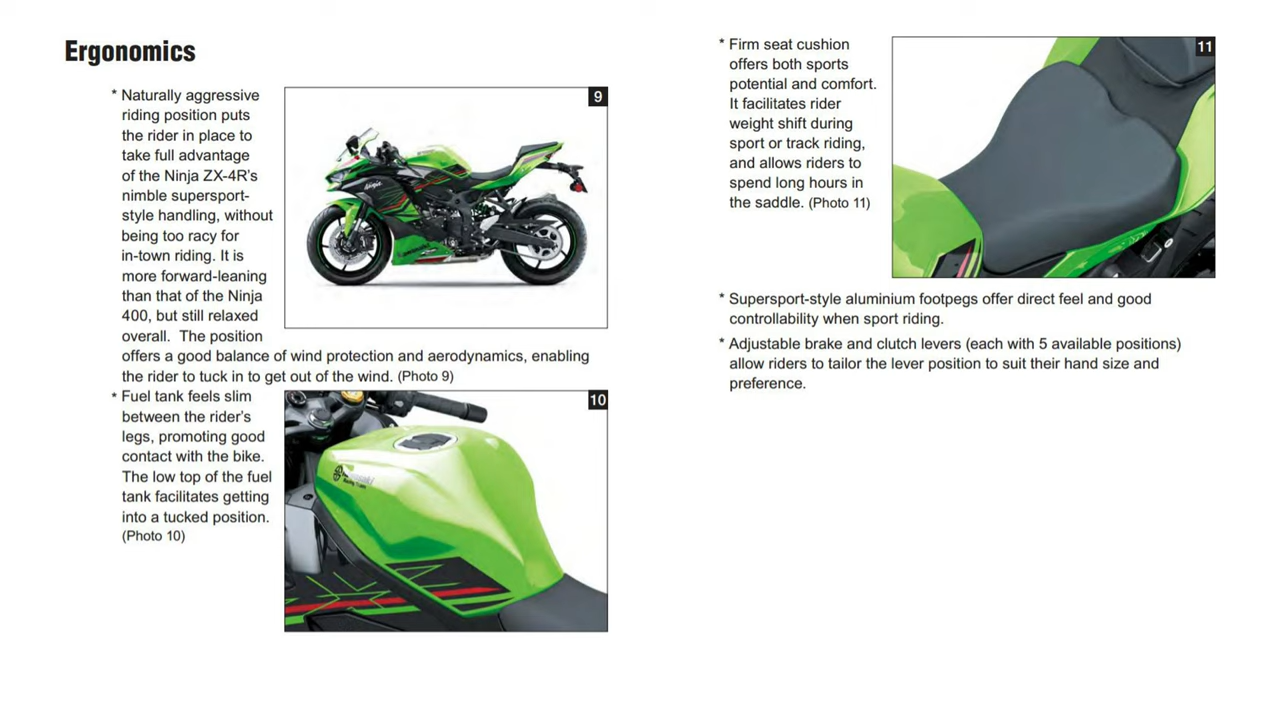 Ergonomics
* Naturally aggressive
riding position puts
the rider in place to
take full advantage
of the Ninja ZX-4R's
nimble supersport-
style handling, without
being too racy for
in-town riding. It is
more forward-leaning
than that of the Ninja
400, but still relaxed
overall. The position
offers a good balance of wind protection and aerodynamics, enabling
the rider to tuck in to get out of the wind. (Photo 9)
9
Ninja
* Fuel tank feels slim
between the rider's
legs, promoting good
contact with the bike.
The low top of the fuel
tank facilitates getting
into a tucked position.
(Photo 10)
10
* Firm seat cushion
offers both sports
potential and comfort.
It facilitates rider
weight shift during
sport or track riding,
and allows riders to
spend long hours in
the saddle. (Photo 11)
11
* Supersport-style aluminium footpegs offer direct feel and good
controllability when sport riding.
* Adjustable brake and clutch levers (each with 5 available positions)
allow riders to tailor the lever position to suit their hand size and
preference.